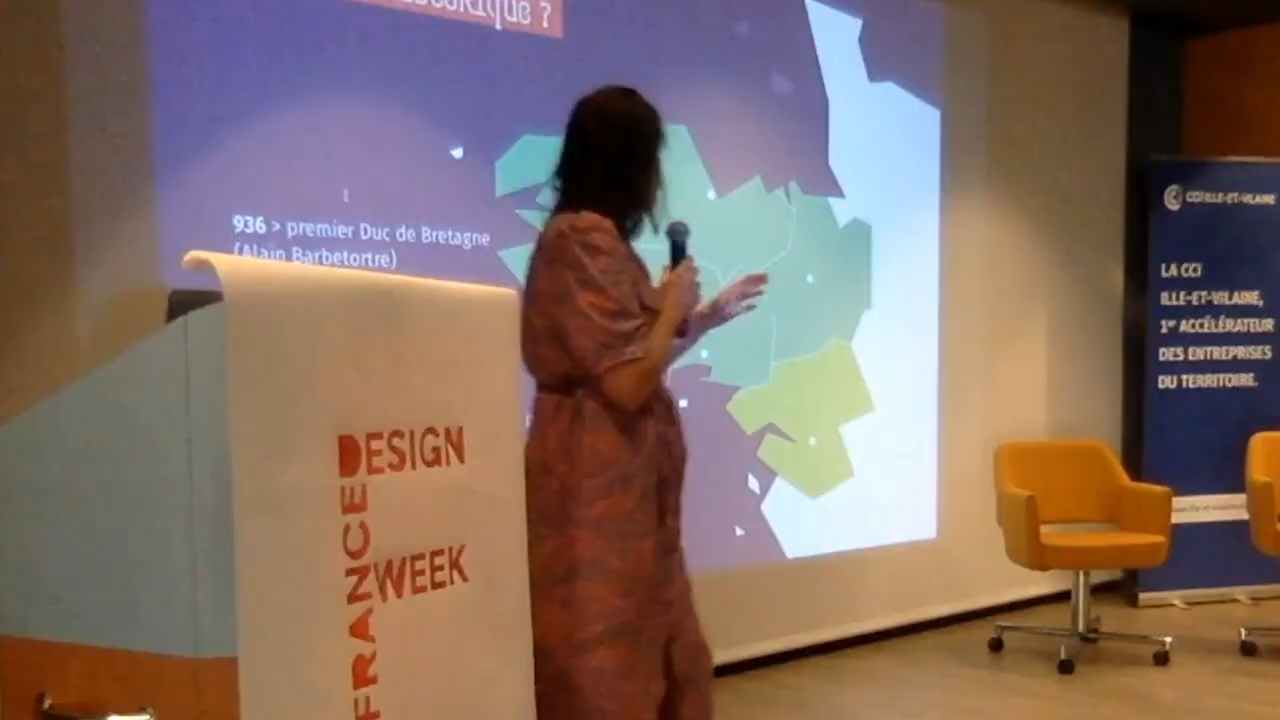 936 > premier Duc de Bretagne
(Alain Barbetorte)
DESIGN
FRANCE
WEEK
CCI ILLE-ET-VILAINE
LA CCI
ILLE-ET-VILAINE,
1er ACCÉLÉRATEUR
DES ENTREPRISES
DU TERRITOIRE.